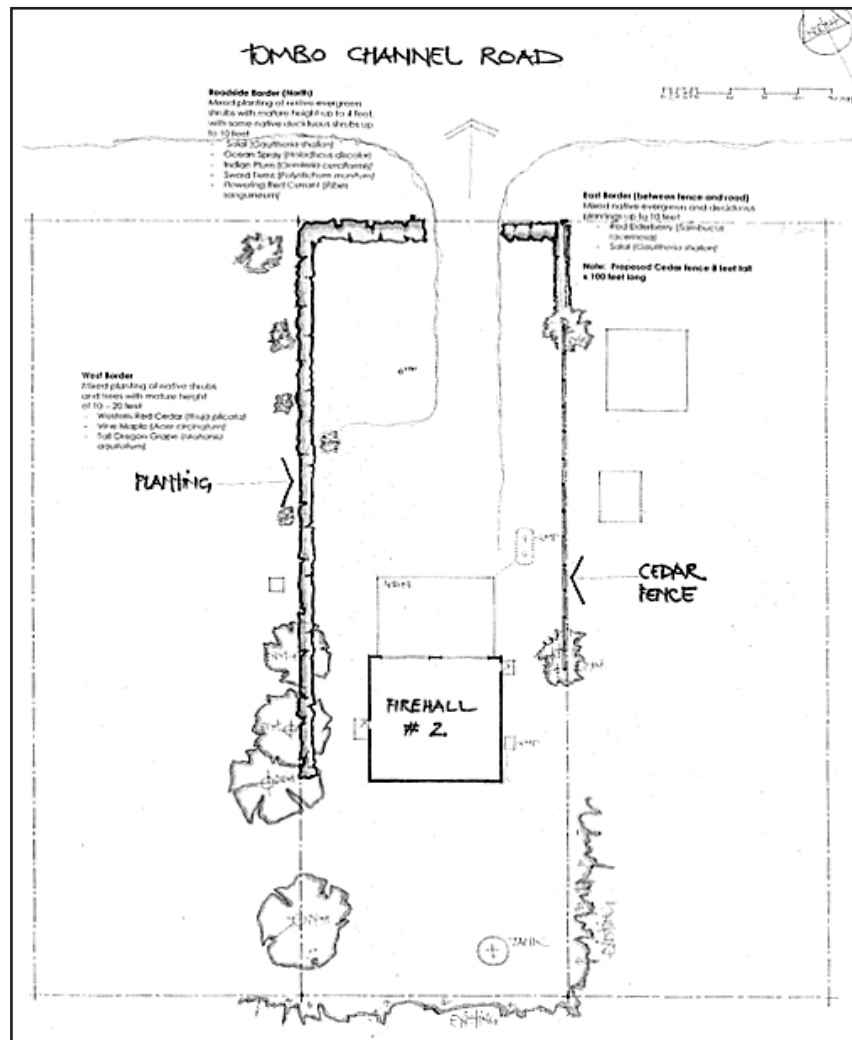 TOMBO CHANNEL ROAD
Roadside Border (North)
Mixed planting of native evergreen
shrubs with mature height up to 4 feet,
with some native deciduous shrubs up
to 10 feet
- Salal (Gaultheria shallon)
- Ocean Spray (Holodiscus discolor)
- Indian Plum (Oemleria cerasiformis)
- Sword Ferns (Polystichum munitum)
- Flowering Red Currant (Ribes
sanguineum)
East Border (between fence and road)
Mixed native evergreen and deciduous
plantings up to 10 feet
- Red Elderberry (Sambucus
racemosa)
- Salal (Gaultheria shallon)
Note: Proposed Cedar fence 8 feet tall
x 100 feet long
West Border
Mixed planting of native shrubs
and trees with mature height
of 10 – 20 feet
- Western Red Cedar (thuja plicata)
- Vine Maple (Acer circinatum)
- Tall Oregon Grape (Mahonia
aquifolium)
PLANTING
CEDAR
FENCE
FIREHALL
# 2.
TANK
EXISTING
EXISTING